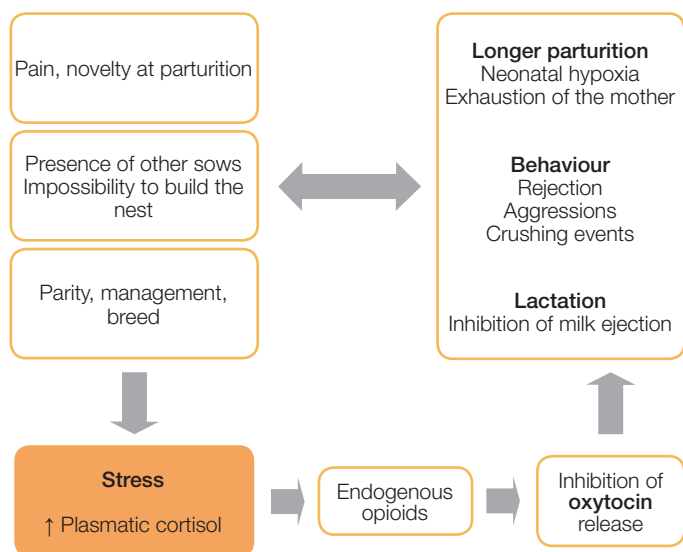 Pain, novelty at parturition
Presence of other sows
Impossibility to build the
nest
Parity, management,
breed
Longer parturition
Neonatal hypoxia
Exhaustion of the mother
Behaviour
Rejection
Aggressions
Crushing events
Lactation
Inhibition of milk ejection
Stress
↑ Plasmatic cortisol
Endogenous
opioids
Inhibition of
oxytocin
release